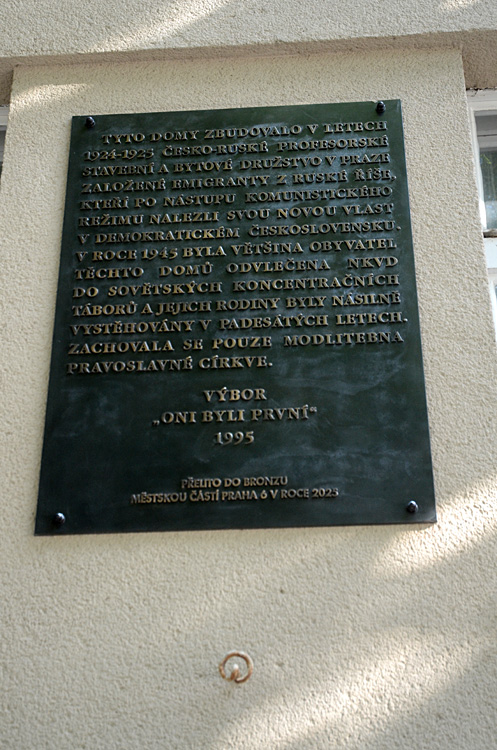 TYTO DOMY ZBUDOVALO V LETECH
1924-1925 ČESKO-RUSKÉ PROFESORSKÉ
STAVEBNÍ A BYTOVÉ DRUŽSTVO V PRAZE
ZALOŽENÉ EMIGRANTY Z RUSKÉ ŘÍŠE,
KTEŘÍ PO NÁSTUPU KOMUNISTICKÉHO
REŽIMU NALEZLI SVOU NOVOU VLAST
V DEMOKRATICKÉM ČESKOSLOVENSKU.
V ROCE 1945 BYLA VĚTŠINA OBYVATEL
TĚCHTO DOMŮ ODVLEČENA NKVD
DO SOVĚTSKÝCH KONCENTRAČNÍCH
TÁBORŮ A JEJICH RODINY BYLY NÁSILNĚ
VYSTĚHOVÁNY V PADESÁTÝCH LETECH.
ZACHOVALA SE POUZE MODLITEBNA
PRAVOSLAVNÉ CÍRKVE.
VÝBOR
„ONI BYLI PRVNÍ“
1995
PŘELITO DO BRONZU
MĚSTSKOU ČÁSTÍ PRAHA 6 V ROCE 2023